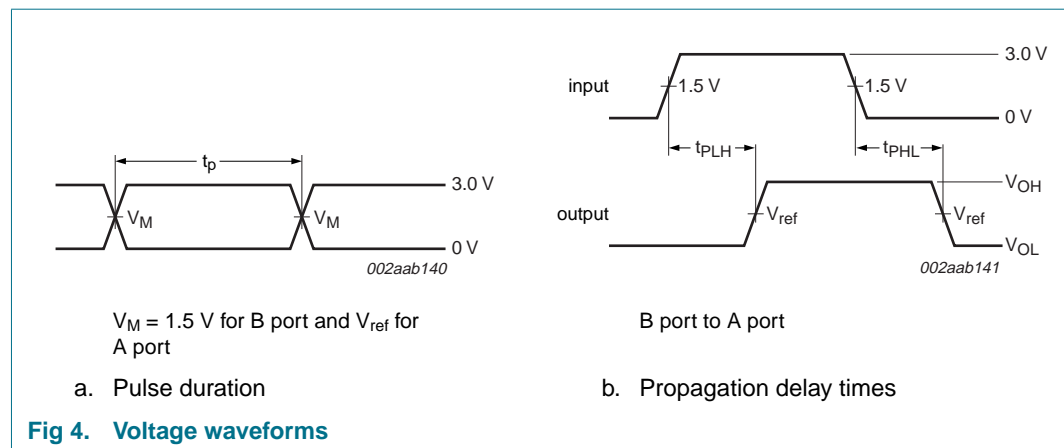 t_p
V_M
V_M
3.0 V
0 V
002aab140
V_M = 1.5 V for B port and V_ref for
A port
a. Pulse duration
input
1.5 V
1.5 V
3.0 V
0 V
t_PLH
t_PHL
output
V_ref
V_ref
V_OH
V_OL
002aab141
B port to A port
b. Propagation delay times
Fig 4. Voltage waveforms